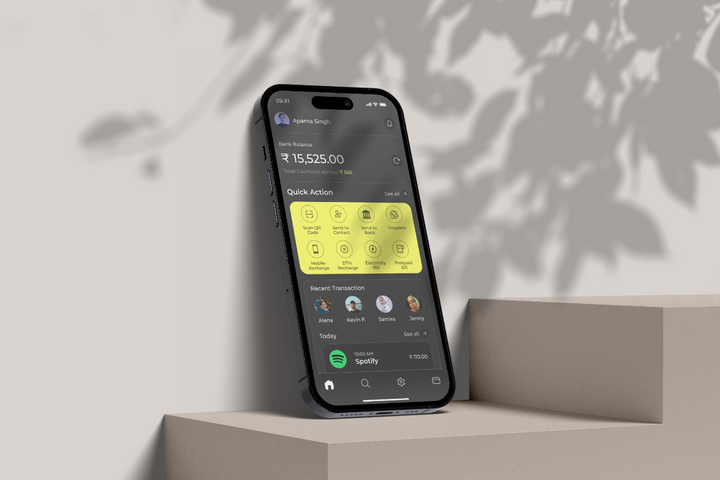 09:41
Aparna Singh
Bank Balance
₹ 15,525.00
Total Cashback earned ₹ 565
Quick Action
See all
Scan QR Code
Send to Contact
Send to Bank
Coupons
Mobile Recharge
DTH Recharge
Electricity Bill
Postpaid Bill
Recent Transaction
Alena
Kevin F.
Samira
Jenny
Today
See all
10:00 AM
Spotify
₹ 110.00